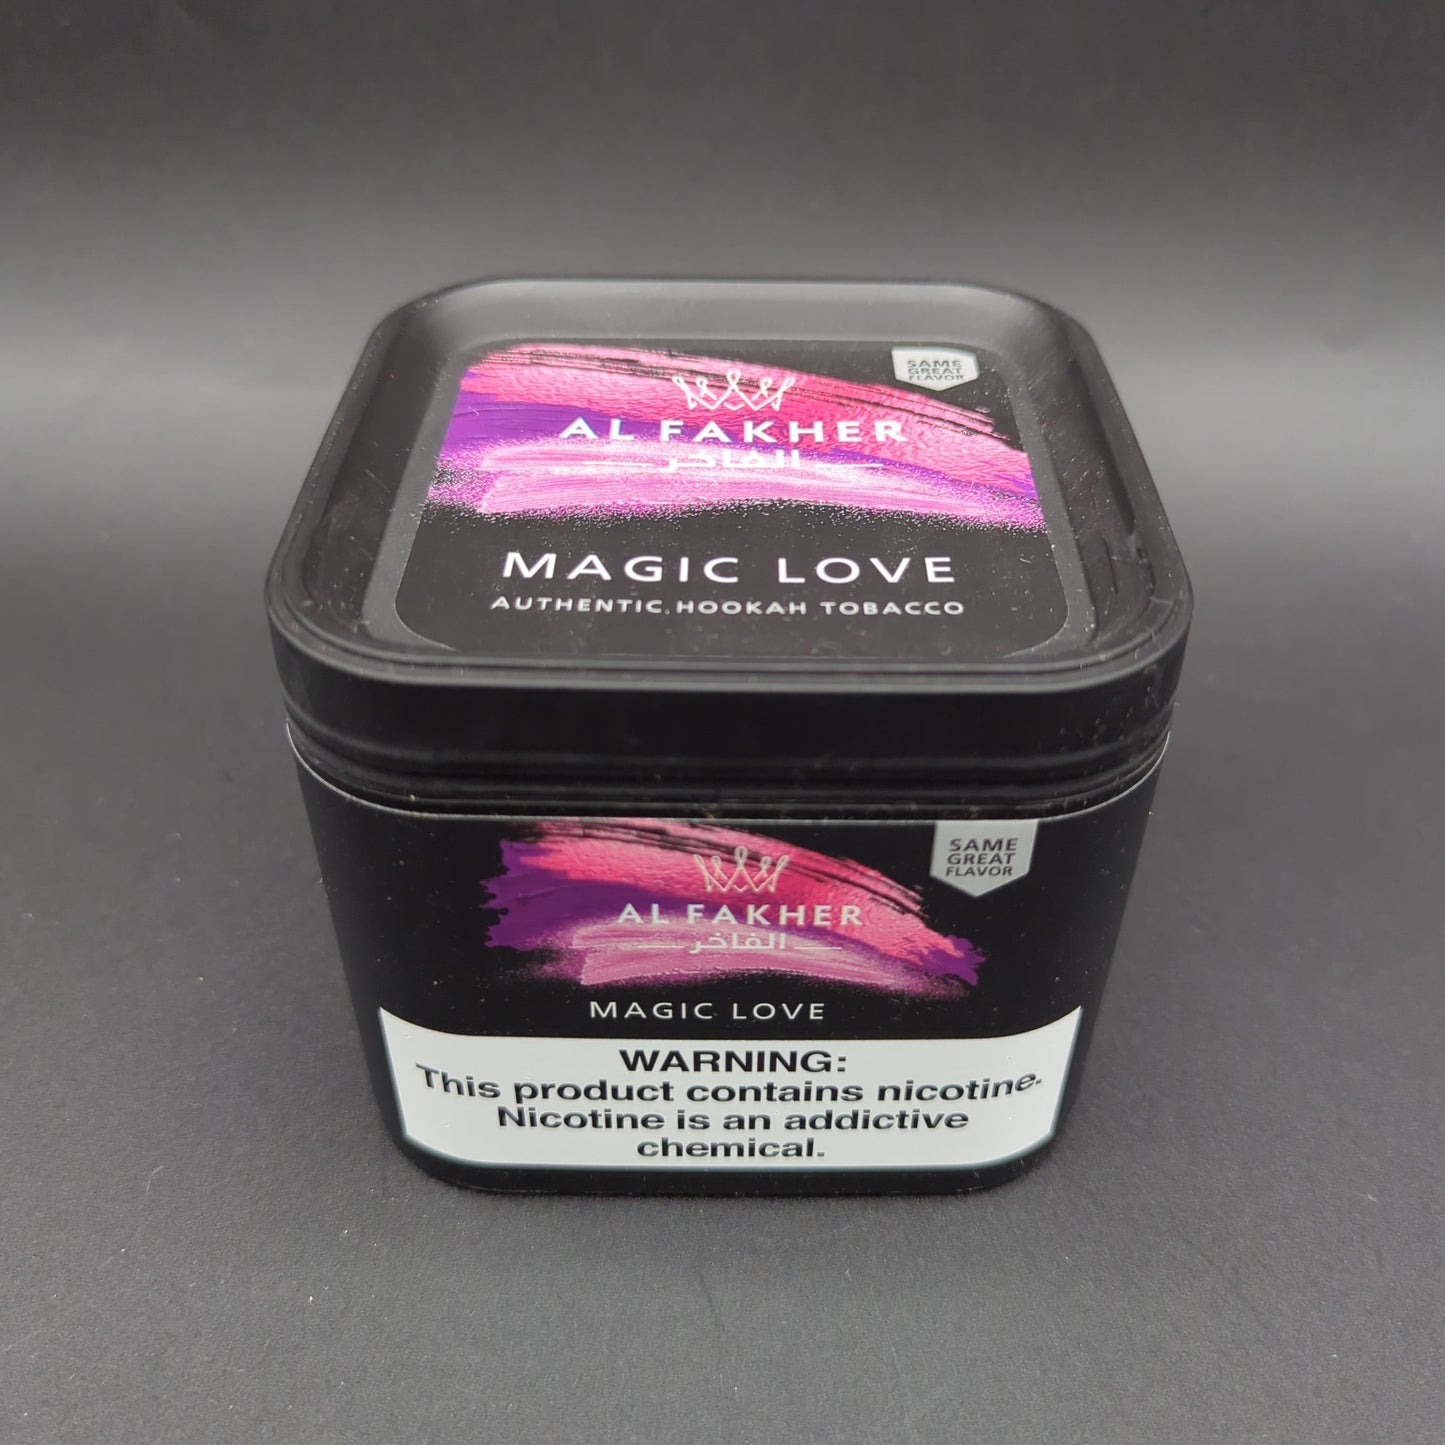 SAME
GREAT
FLAVOR
AL FAKHER
الفاخر
MAGIC LOVE
AUTHENTIC HOOKAH TOBACCO
SAME
GREAT
FLAVOR
AL FAKHER
الفاخر
MAGIC LOVE
WARNING:
This product contains nicotine.
Nicotine is an addictive
chemical.